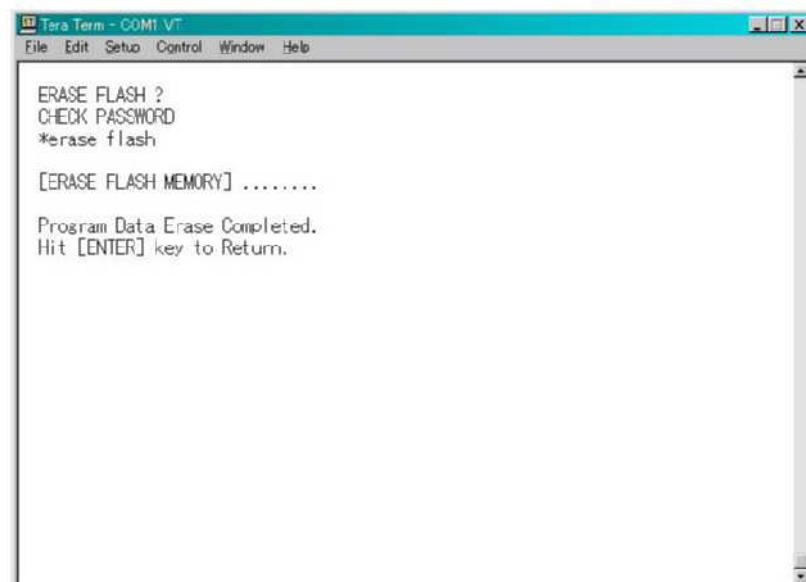 Tera Term - COM1 VT
File Edit Setup Control Window Help
ERASE FLASH ?
CHECK PASSWORD
*erase flash
[ERASE FLASH MEMORY] ........
Program Data Erase Completed.
Hit [ENTER] key to Return.